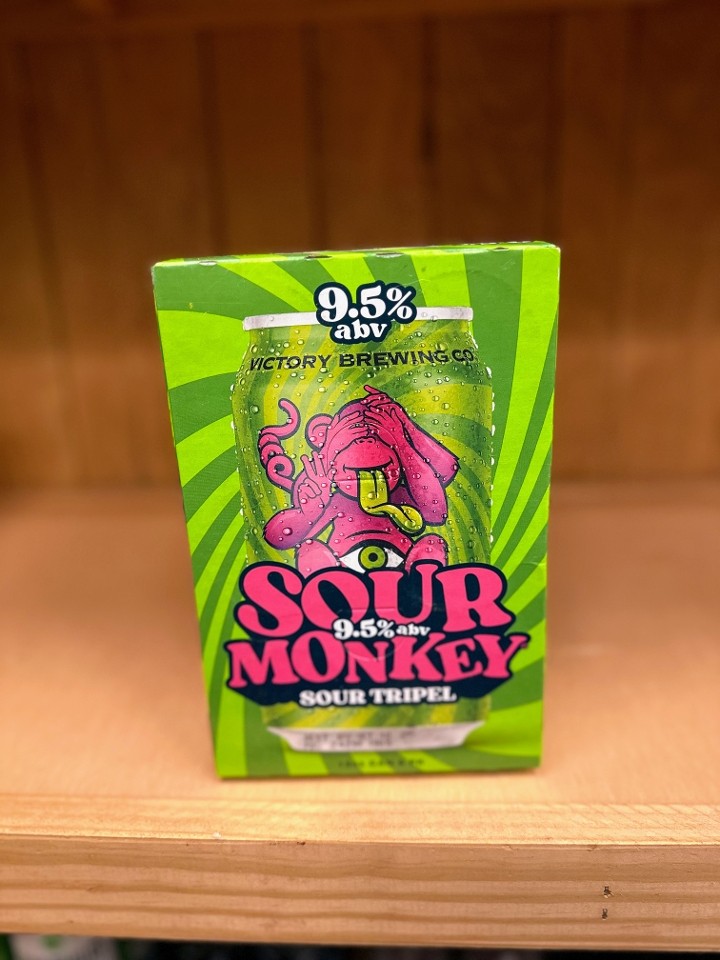 9.5%
abv
VICTORY BREWING CO
SOUR
9.5% abv
MONKEY
SOUR TRIPEL